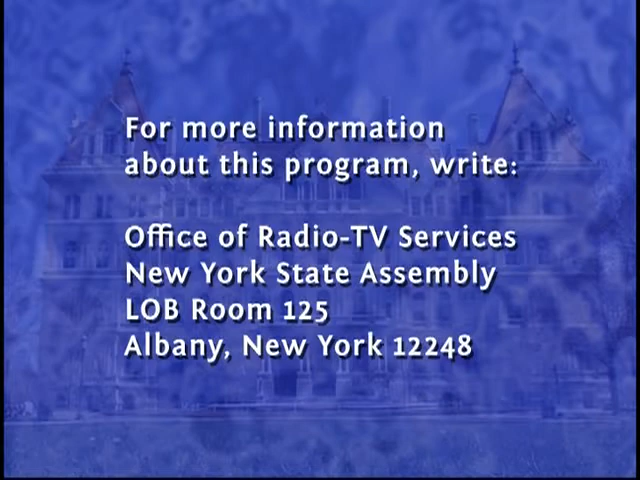 For more information
about this program, write:
Office of Radio-TV Services
New York State Assembly
LOB Room 125
Albany, New York 12248